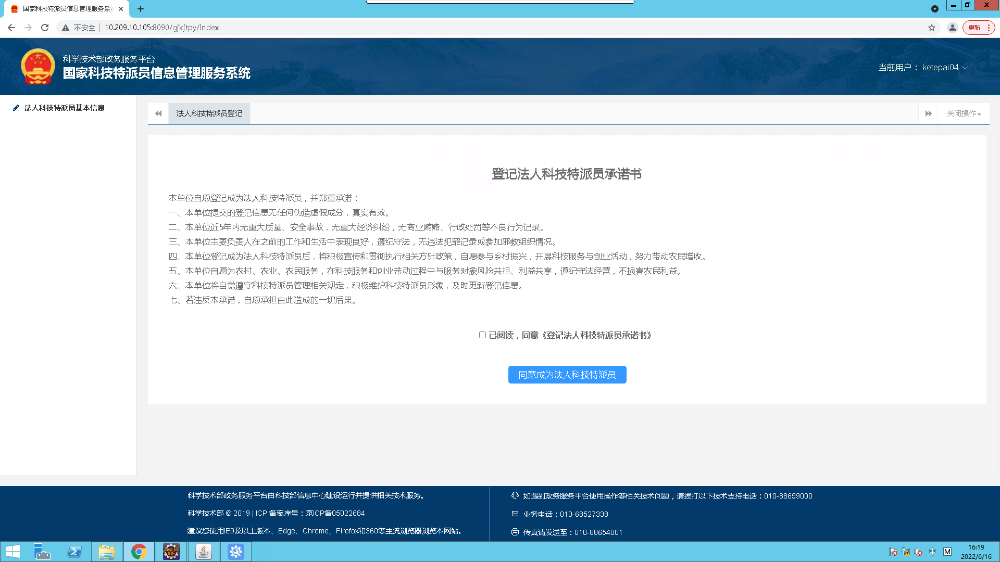 国家科技特派员信息管理服务系统
不安全
10.209.10.105:8090/gjkjtpy/index
更新
科学技术部政务服务平台
国家科技特派员信息管理服务系统
当前用户： ketepai04
法人科技特派员基本信息
法人科技特派员登记
关闭操作
登记法人科技特派员承诺书
本单位自愿登记成为法人科技特派员，并郑重承诺：
一、本单位提交的登记信息无任何伪造虚假成分，真实有效。
二、本单位近5年内无重大质量、安全事故，无重大经济纠纷，无商业贿赂、行政处罚等不良行为记录。
三、本单位主要负责人在之前的工作和生活中表现良好，遵纪守法，无违法犯罪记录或参加邪教组织情况。
四、本单位登记成为法人科技特派员后，将积极宣传和贯彻执行相关方针政策，自愿参与乡村振兴，开展科技服务与创业活动，努力带动农民增收。
五、本单位自愿为农村、农业、农民服务，在科技服务和创业带动过程中与服务对象风险共担、利益共享，遵纪守法经营，不损害农民利益。
六、本单位将自觉遵守科技特派员管理相关规定，积极维护科技特派员形象，及时更新登记信息。
七、若违反本承诺，自愿承担由此造成的一切后果。
已阅读，同意《登记法人科技特派员承诺书》
同意成为法人科技特派员
科学技术部政务服务平台由科技部信息中心建设运行并提供相关技术服务。
科学技术部 © 2019 | ICP 备案序号：京ICP备05022684
建议您使用IE9及以上版本、Edge、Chrome、Firefox和360等主流浏览器浏览本网站。
如遇到政务服务平台使用操作等相关技术问题，请拨打以下技术支持电话：010-88659000
业务电话：010-68527338
传真请发送至：010-88654001
Java EE
IDE
中
M
16:19
2022/6/16